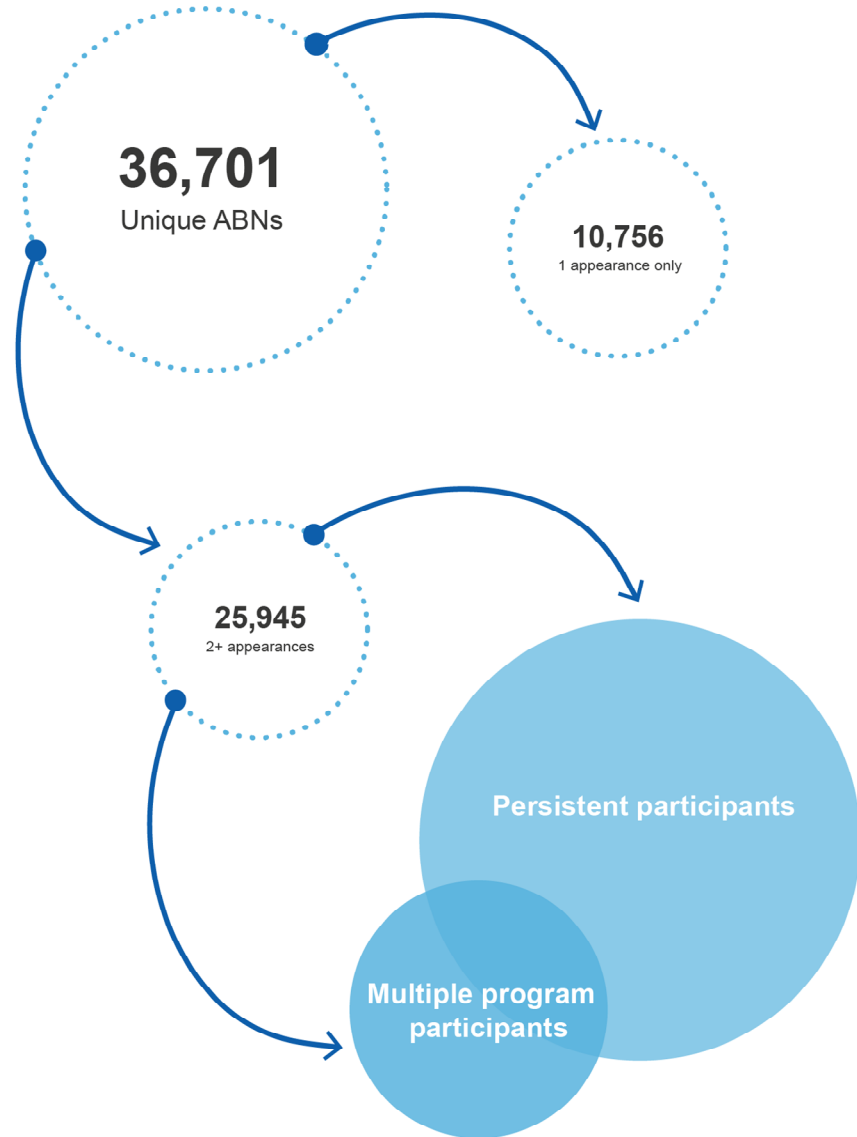 36,701
Unique ABNs
10,756
1 appearance only
25,945
2+ appearances
Persistent participants
Multiple program
participants